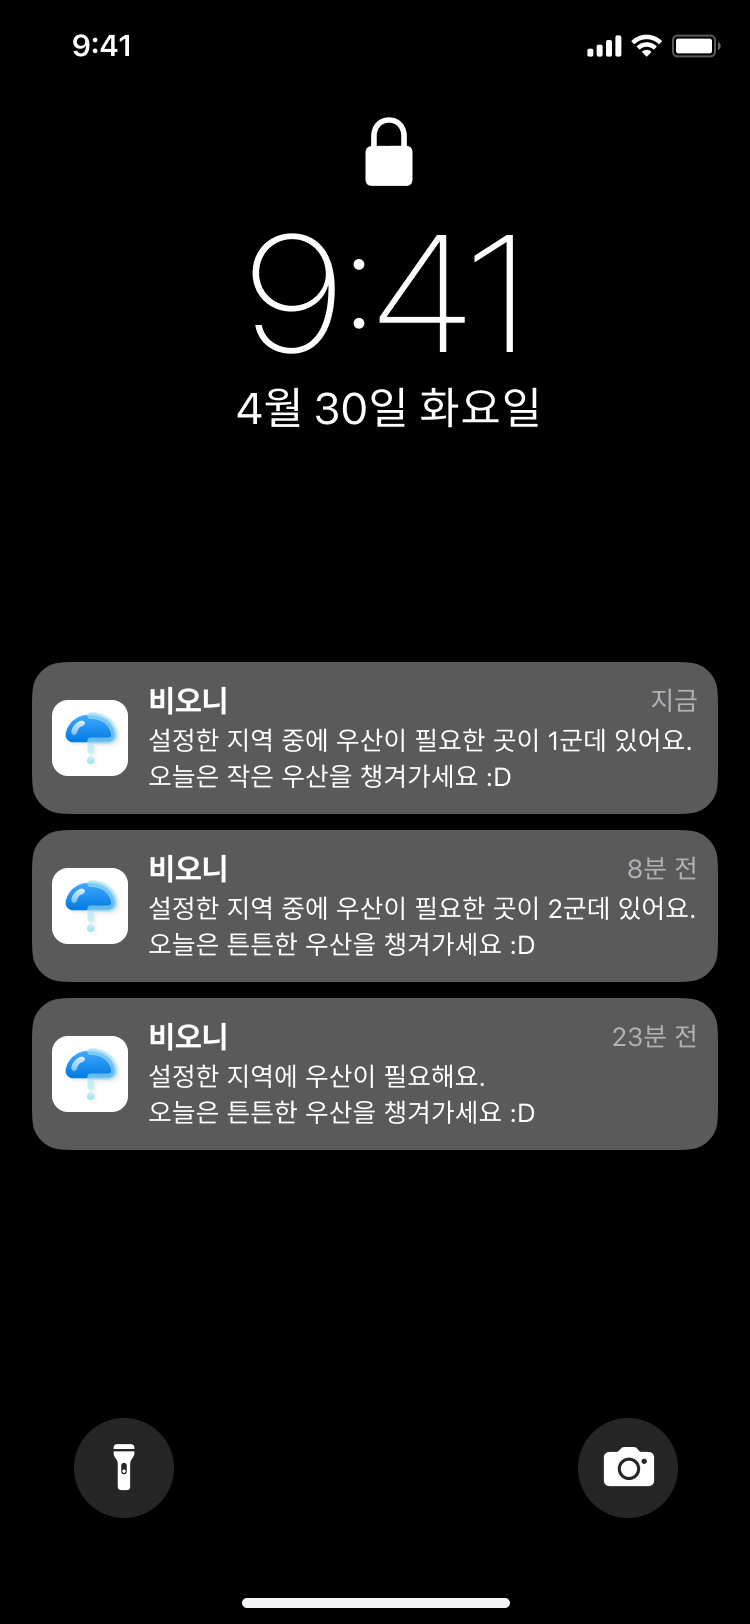 9:41
9:41
4월 30일 화요일
비오니
지금
설정한 지역 중에 우산이 필요한 곳이 1군데 있어요.
오늘은 작은 우산을 챙겨가세요 :D
비오니
8분 전
설정한 지역 중에 우산이 필요한 곳이 2군데 있어요.
오늘은 튼튼한 우산을 챙겨가세요 :D
비오니
23분 전
설정한 지역에 우산이 필요해요.
오늘은 튼튼한 우산을 챙겨가세요 :D